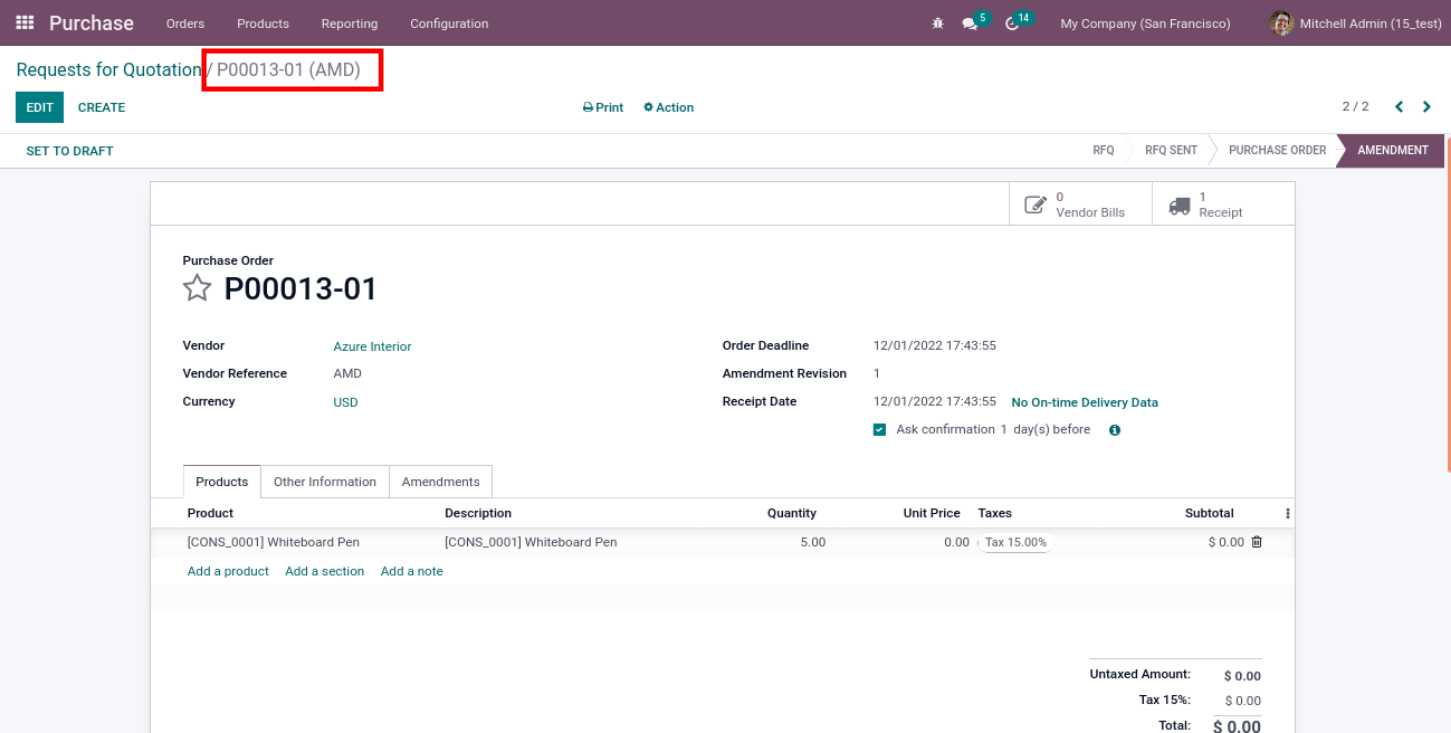 Purchase Orders Products Reporting Configuration 5 14 My Company (San Francisco) Mitchell Admin (15_test)
Requests for Quotation / P00013-01 (AMD)
EDIT CREATE Print Action 2 / 2
SET TO DRAFT RFQ RFQ SENT PURCHASE ORDER AMENDMENT
0 Vendor Bills 1 Receipt
Purchase Order
P00013-01
Vendor Azure Interior Order Deadline 12/01/2022 17:43:55
Vendor Reference AMD Amendment Revision 1
Currency USD Receipt Date 12/01/2022 17:43:55 No On-time Delivery Data
Ask confirmation 1 day(s) before
Products Other Information Amendments
Product Description Quantity Unit Price Taxes Subtotal
[CONS_0001] Whiteboard Pen [CONS_0001] Whiteboard Pen 5.00 0.00 Tax 15.00% $ 0.00
Add a product Add a section Add a note
Untaxed Amount: $ 0.00
Tax 15%: $ 0.00
Total: $ 0.00